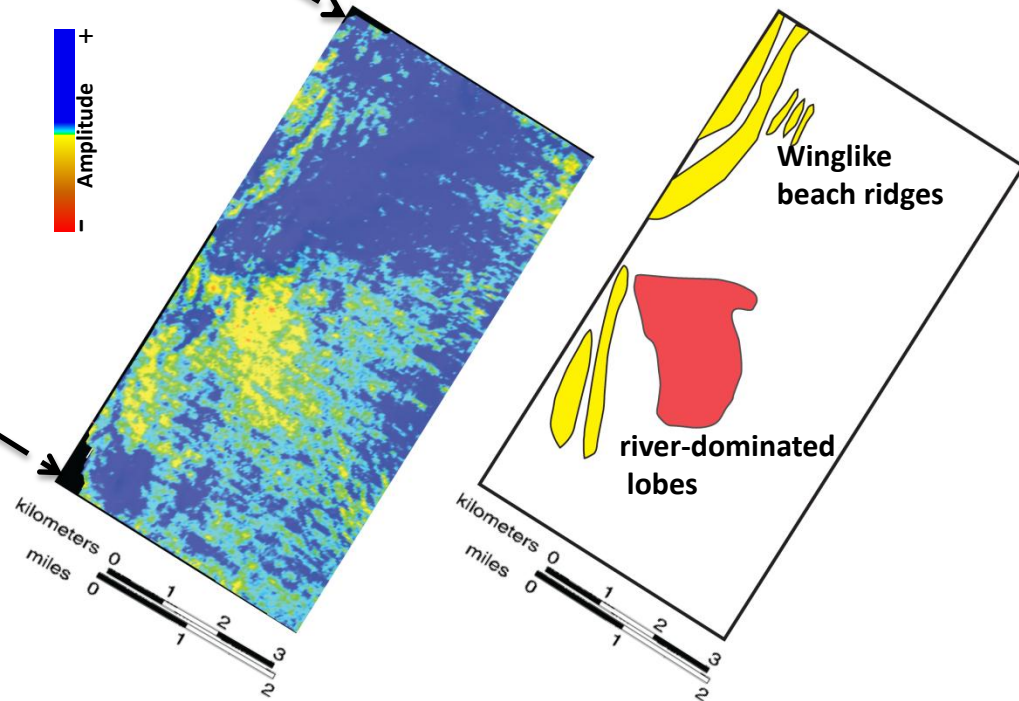 +
Amplitude
–
kilometers 0 1 2 3
miles 0 1 2
Winglike
beach ridges
river-dominated
lobes
kilometers 0 1 2 3
miles 0 1 2